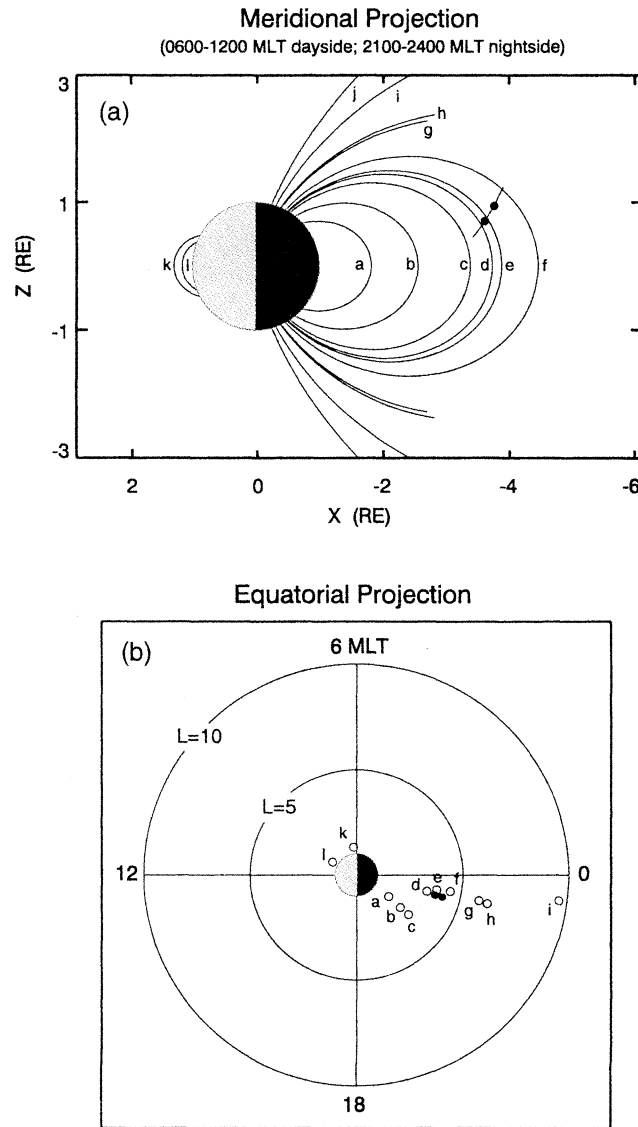 Meridional Projection
(0600-1200 MLT dayside; 2100-2400 MLT nightside)
3
(a)
j
i
h
g
1
Z (RE)
k
l
a
b
c
d
e
f
-1
-3
2
0
-2
-4
-6
X (RE)
Equatorial Projection
(b)
6 MLT
L=10
L=5
k
l
12
0
d
e
f
a
b
c
g
h
i
18